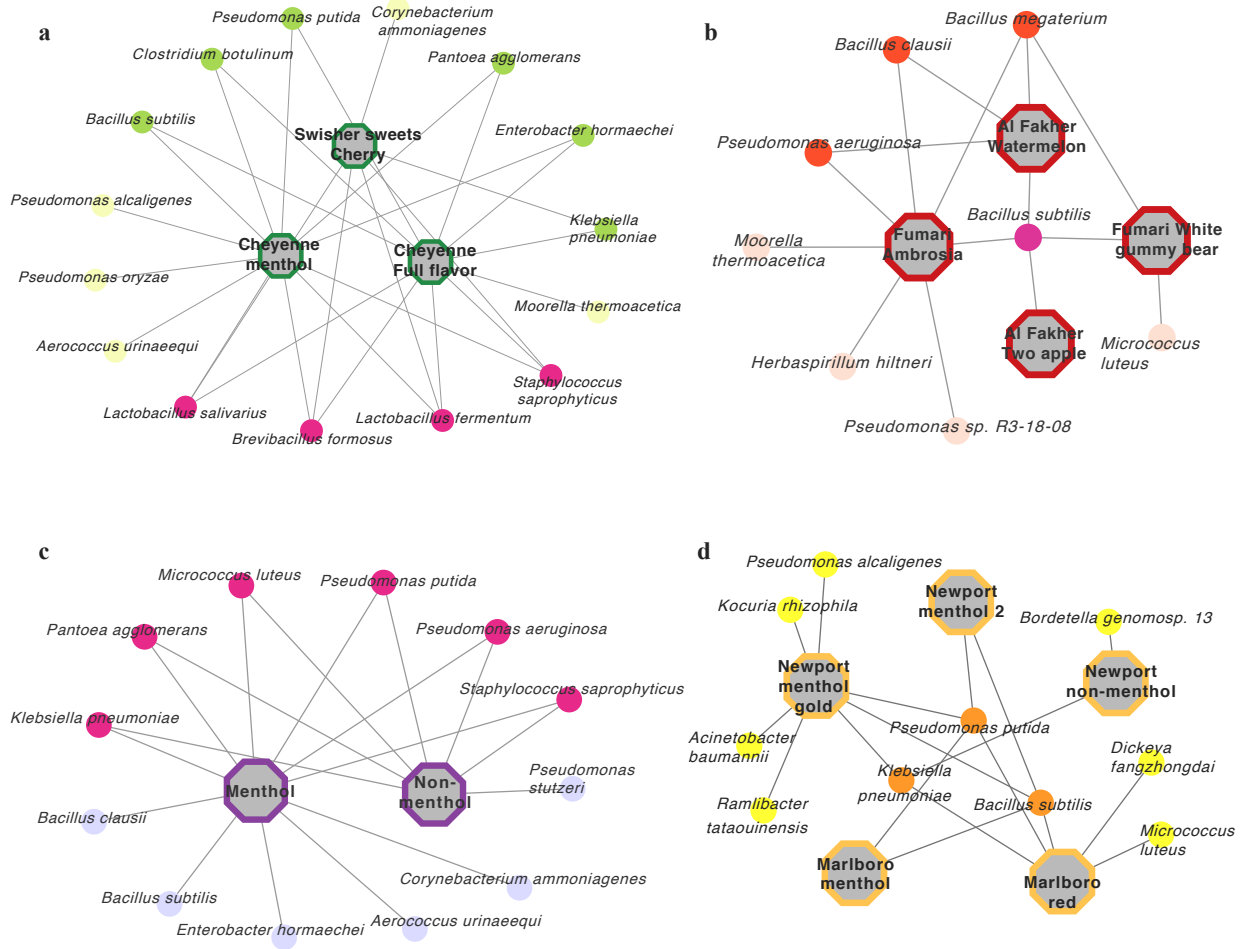 a
Pseudomonas putida
Corynebacterium
ammoniagenes
Clostridium botulinum
Pantoea agglomerans
Bacillus subtilis
Swisher sweets
Cherry
Enterobacter hormaechei
Pseudomonas alcaligenes
Klebsiella
pneumoniae
Cheyenne
menthol
Cheyenne
Full flavor
Pseudomonas oryzae
Moorella thermoacetica
Aerococcus urinaeequi
Staphylococcus
saprophyticus
Lactobacillus salivarius
Lactobacillus fermentum
Brevibacillus formosus
b
Bacillus megaterium
Bacillus clausii
Al Fakher
Watermelon
Pseudomonas aeruginosa
Bacillus subtilis
Moorella
thermoacetica
Fumari
Ambrosia
Fumari White
gummy bear
Al Fakher
Two apple
Micrococcus
luteus
Herbaspirillum hiltneri
Pseudomonas sp. R3-18-08
c
Micrococcus luteus
Pseudomonas putida
Pantoea agglomerans
Pseudomonas aeruginosa
Staphylococcus saprophyticus
Klebsiella pneumoniae
Menthol
Non-
menthol
Pseudomonas
stutzeri
Bacillus clausii
Corynebacterium ammoniagenes
Bacillus subtilis
Aerococcus urinaeequi
Enterobacter hormaechei
d
Pseudomonas alcaligenes
Newport
menthol 2
Kocuria rhizophila
Bordetella genomosp. 13
Newport
menthol
gold
Newport
non-menthol
Pseudomonas putida
Acinetobacter
baumannii
Dickeya
fangzhongdai
Klebsiella
pneumoniae
Bacillus subtilis
Ramlibacter
tataouinensis
Micrococcus
luteus
Marlboro
menthol
Marlboro
red